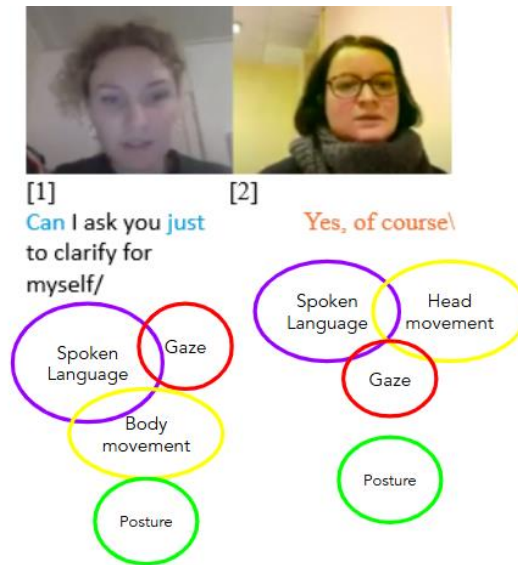 [1]
[2]
Can I ask you just
to clarify for
myself/
Yes, of course\
Spoken
Language
Gaze
Body
movement
Posture
Spoken
Language
Head
movement
Gaze
Posture